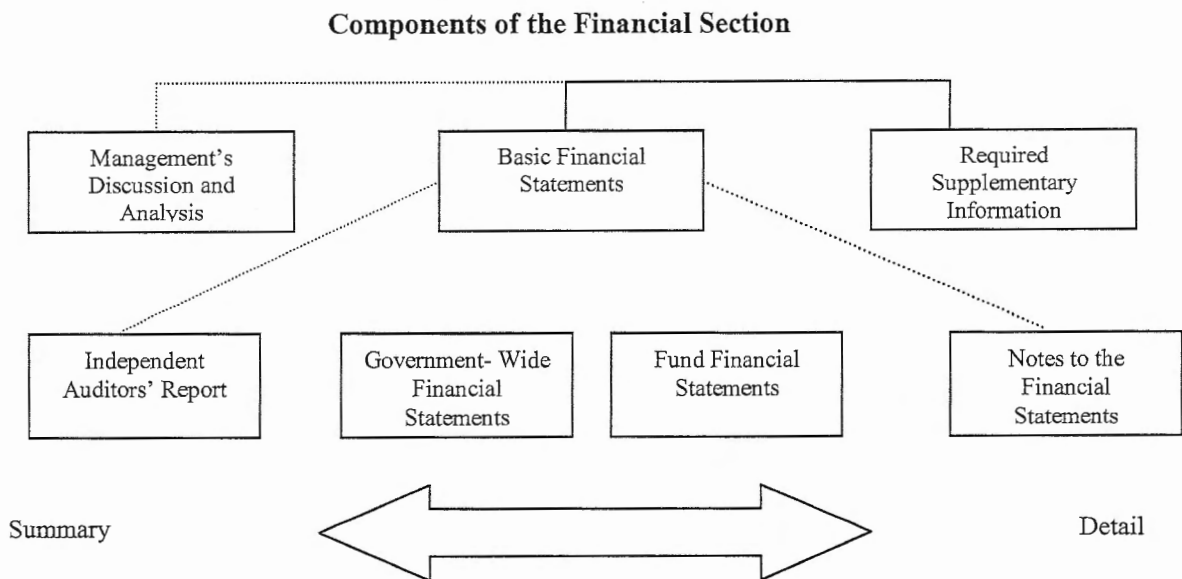 Components of the Financial Section
Management's
Discussion and
Analysis
Basic Financial
Statements
Required
Supplementary
Information
Independent
Auditors' Report
Government- Wide
Financial
Statements
Fund Financial
Statements
Notes to the
Financial
Statements
Summary
Detail